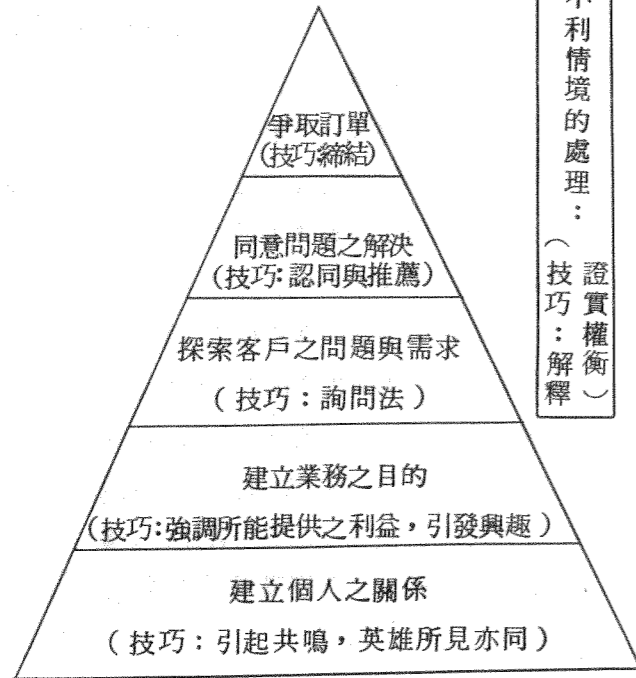 爭取訂單
(技巧:締結)
同意問題之解決
(技巧:認同與推薦)
探索客戶之問題與需求
(技巧：詢問法)
建立業務之目的
(技巧:強調所能提供之利益，引發興趣)
建立個人之關係
(技巧：引起共鳴，英雄所見亦同)
利情境的處理：
(技巧：解釋
證實權衡)